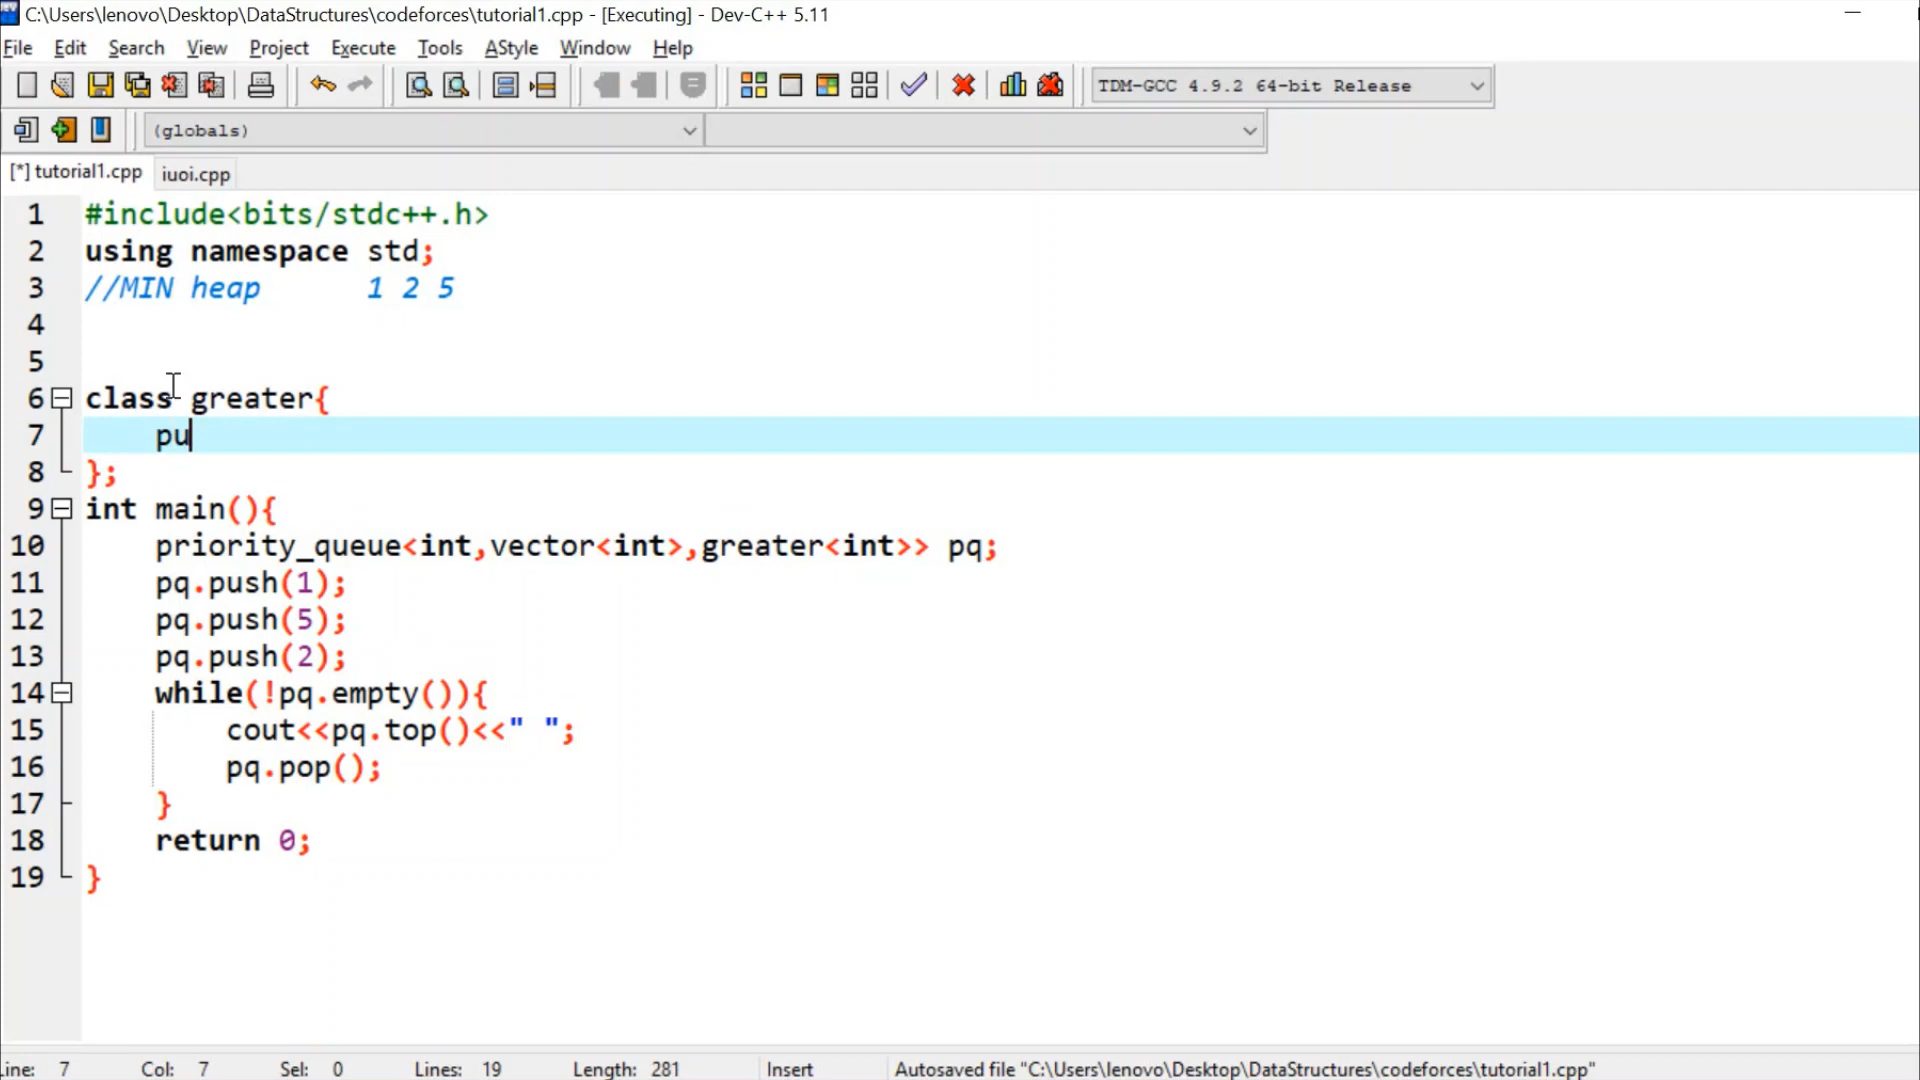 C:\Users\lenovo\Desktop\DataStructures\codeforces\tutorial1.cpp - [Executing] - Dev-C++ 5.11
File Edit Search View Project Execute Tools AStyle Window Help
TDM-GCC 4.9.2 64-bit Release
(globals)
[*] tutorial1.cpp iuoi.cpp
1 #include<bits/stdc++.h>
2 using namespace std;
3 //MIN heap      1 2 5
4
5
6 class greater{
7     pu
8 };
9 int main(){
10     priority_queue<int,vector<int>,greater<int>> pq;
11     pq.push(1);
12     pq.push(5);
13     pq.push(2);
14     while(!pq.empty()){
15         cout<<pq.top()<<" ";
16         pq.pop();
17     }
18     return 0;
19 }
Line: 7 Col: 7 Sel: 0 Lines: 19 Length: 281 Insert Autosaved file "C:\Users\lenovo\Desktop\DataStructures\codeforces\tutorial1.cpp"